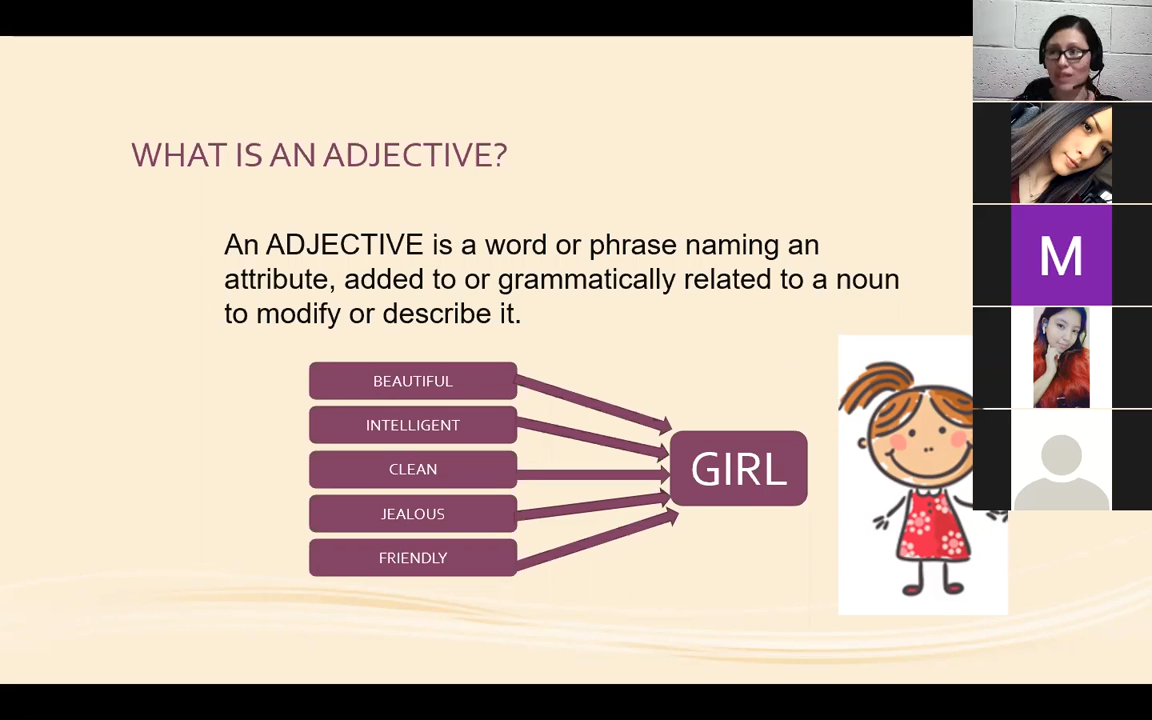 WHAT IS AN ADJECTIVE?
An ADJECTIVE is a word or phrase naming an
attribute, added to or grammatically related to a noun
to modify or describe it.
BEAUTIFUL
INTELLIGENT
CLEAN
JEALOUS
FRIENDLY
GIRL
M